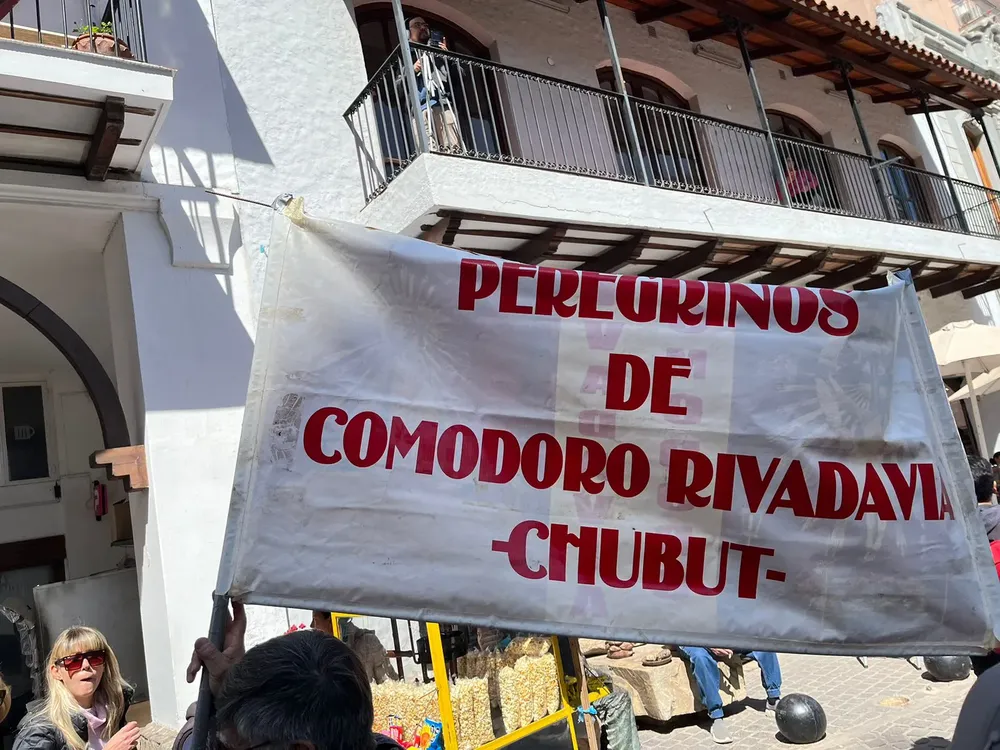 PEREGRINOS
DE
COMODORO RIVADAVIA
-CHUBUT-